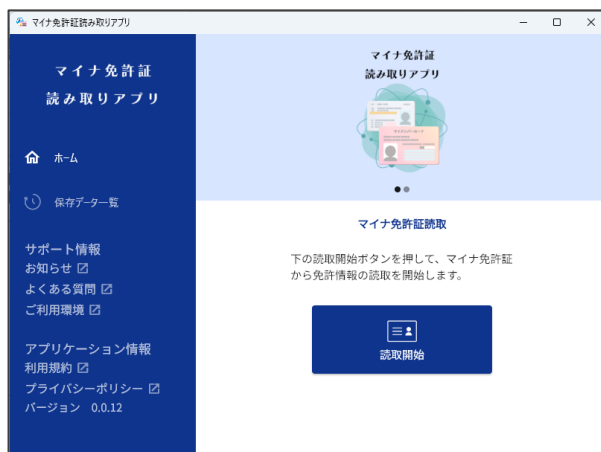 マイナ免許証読み取りアプリ
マイナ免許証
読み取りアプリ
ホーム
保存データ一覧
サポート情報
お知らせ
よくある質問
ご利用環境
アプリケーション情報
利用規約
プライバシーポリシー
バージョン 0.0.12
マイナ免許証
読み取りアプリ
マイナ免許証読取
下の読取開始ボタンを押して、マイナ免許証
から免許情報の読取を開始します。
読取開始